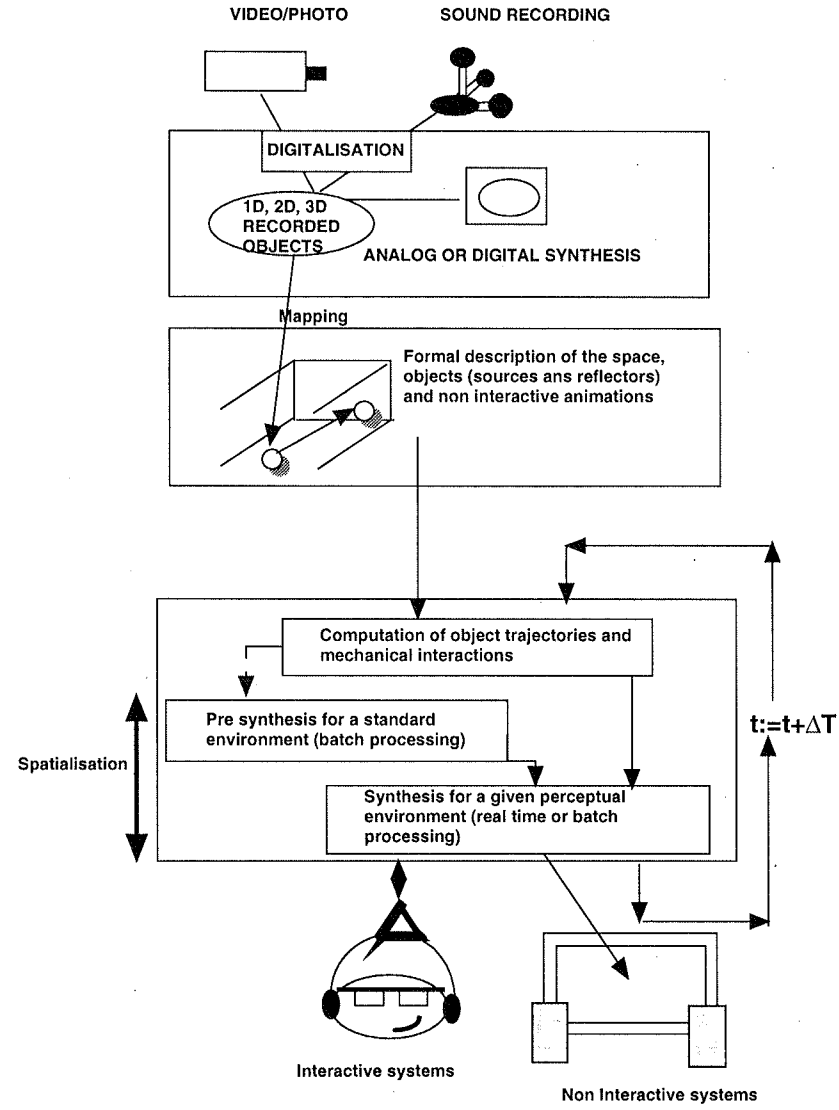 VIDEO/PHOTO
SOUND RECORDING
DIGITALISATION
1D, 2D, 3D
RECORDED
OBJECTS
ANALOG OR DIGITAL SYNTHESIS
Mapping
Formal description of the space,
objects (sources ans reflectors)
and non interactive animations
Computation of object trajectories and
mechanical interactions
Pre synthesis for a standard
environment (batch processing)
t:=t+ΔT
Spatialisation
Synthesis for a given perceptual
environment (real time or batch
processing)
Interactive systems
Non Interactive systems